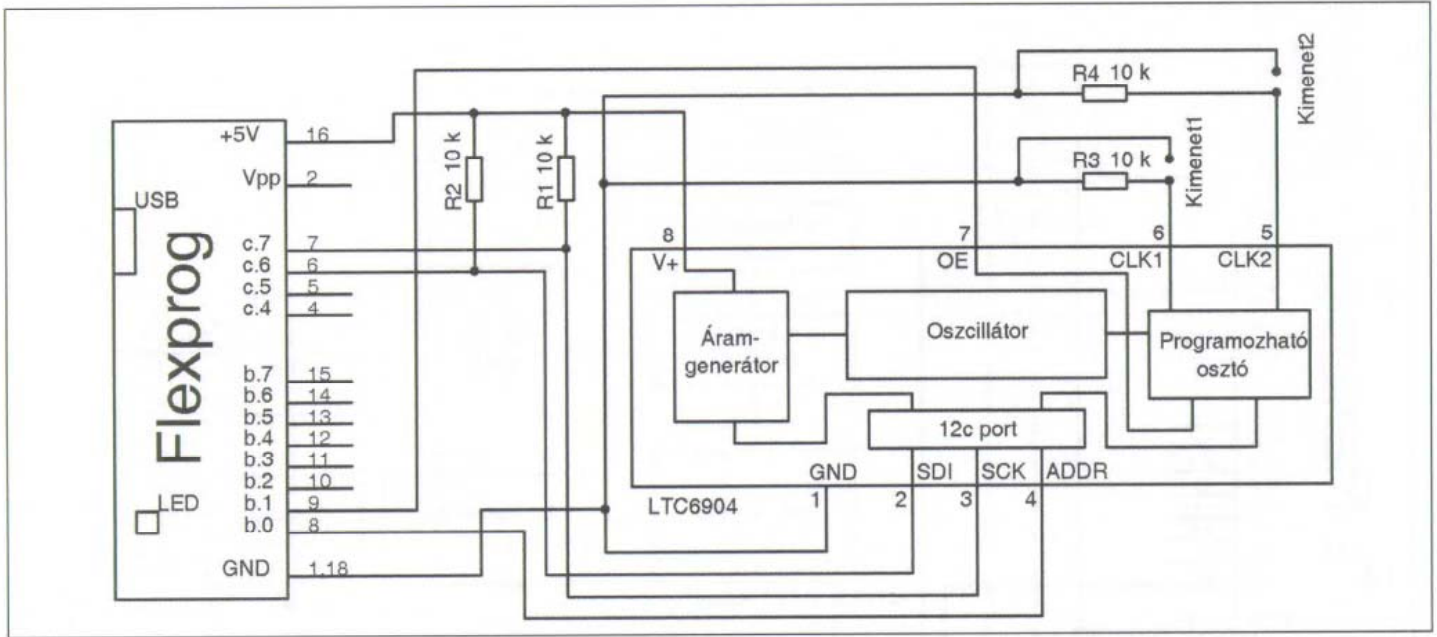 +5V 16
Vpp 2
USB
c.7 7
c.6 6
c.5 5
c.4 4
Flexprog
b.7 15
b.6 14
b.5 13
b.4 12
b.3 11
b.2 10
b.1 9
b.0 8
LED
GND 1,18
R2 10 k
R1 10 k
R4 10 k
Kimenet2
R3 10 k
Kimenet1
8
V+
7
OE
6
CLK1
5
CLK2
Áram-
generátor
Oszcillátor
Programozható
osztó
12c port
GND
SDI
SCK
ADDR
LTC6904
1
2
3
4